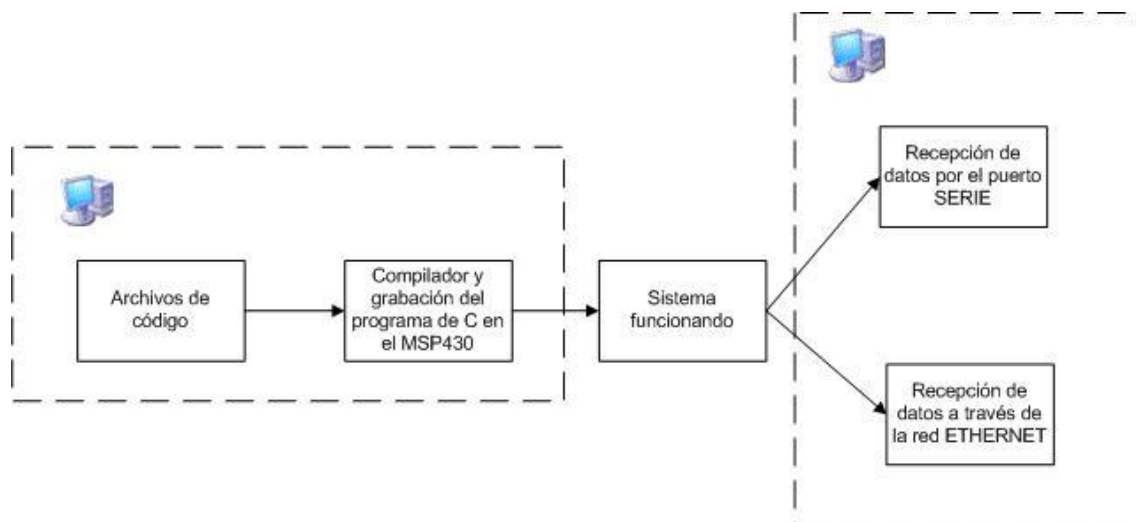 Archivos de
código
Compilador y
grabación del
programa de C en
el MSP430
Sistema
funcionando
Recepción de
datos por el puerto
SERIE
Recepción de
datos a través de
la red ETHERNET